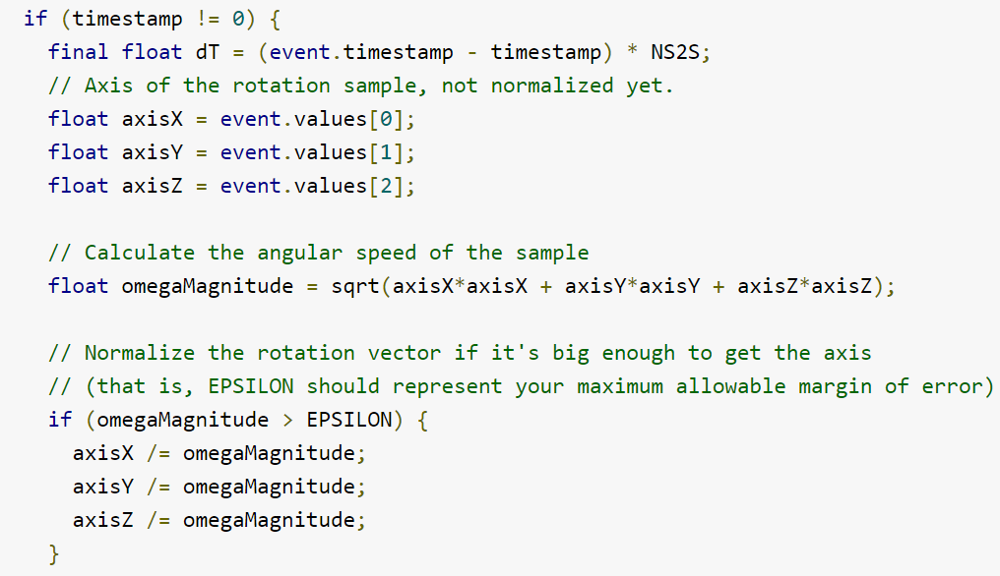 if (timestamp != 0) {
final float dT = (event.timestamp - timestamp) * NS2S;
// Axis of the rotation sample, not normalized yet.
float axisX = event.values[0];
float axisY = event.values[1];
float axisZ = event.values[2];
// Calculate the angular speed of the sample
float omegaMagnitude = sqrt(axisX*axisX + axisY*axisY + axisZ*axisZ);
// Normalize the rotation vector if it's big enough to get the axis
// (that is, EPSILON should represent your maximum allowable margin of error)
if (omegaMagnitude > EPSILON) {
axisX /= omegaMagnitude;
axisY /= omegaMagnitude;
axisZ /= omegaMagnitude;
}